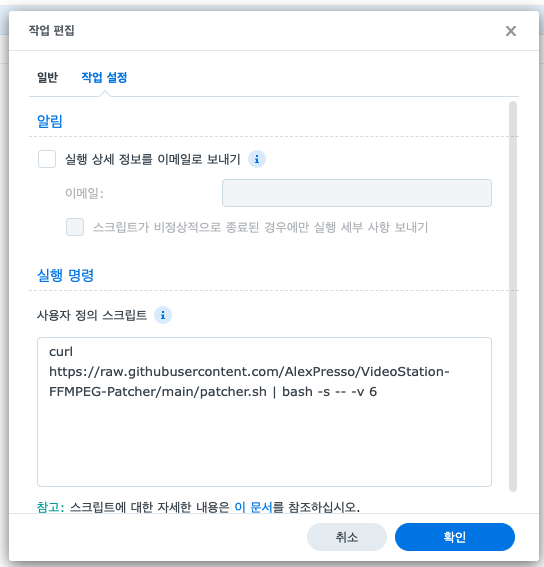 작업 편집
일반 작업 설정
알림
실행 상세 정보를 이메일로 보내기
이메일:
스크립트가 비정상적으로 종료된 경우에만 실행 세부 사항 보내기
실행 명령
사용자 정의 스크립트
curl
https://raw.githubusercontent.com/AlexPresso/VideoStation-
FFMPEG-Patcher/main/patcher.sh | bash -s -- -v 6
참고: 스크립트에 대한 자세한 내용은 이 문서를 참조하십시오.
취소 확인